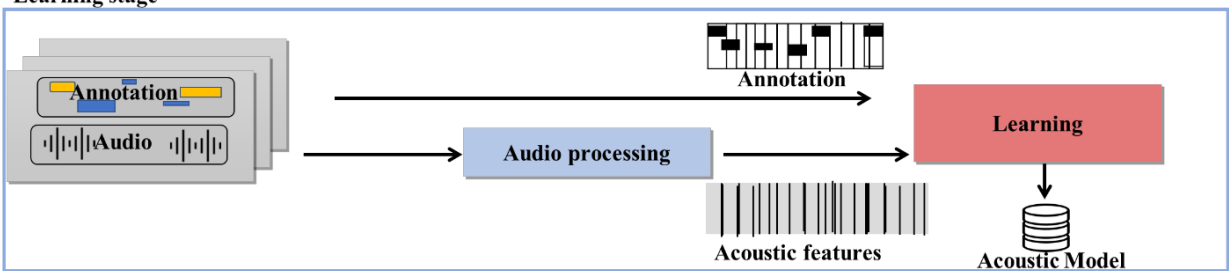 Learning stage
Annotation
Annotation
Audio
Audio processing
Learning
Acoustic features
Acoustic Model